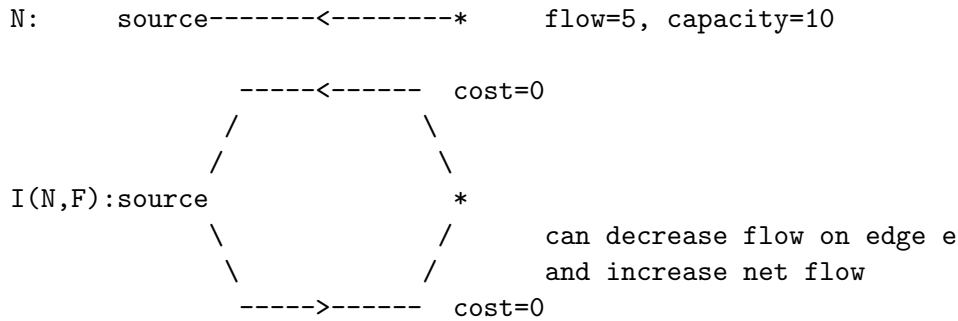 N: source-------<--------* flow=5, capacity=10
-----<------ cost=0
/ \
/ \
I(N,F):source *
\ / can decrease flow on edge e
\ / and increase net flow
----->------ cost=0